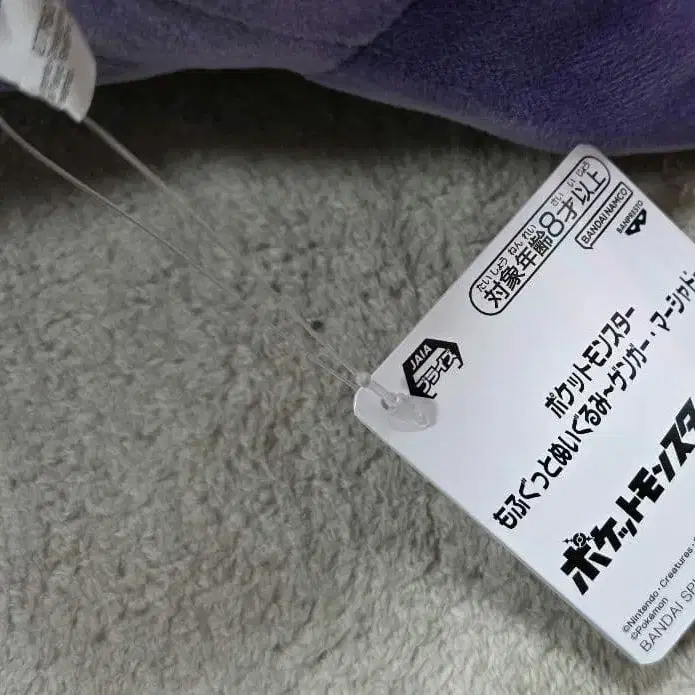 たいしょう ねん れい さい い じょう
対象年齢8才以上
BANDAI NAMCO
BANPRESTO
JAIA
プライズ
ポケットモンスター
もふぐっとぬいぐるみ〜ゲンガー・マーシャド
ポケットモンスタ
©Nintendo・Creatures・
©Pokémon
BANDAI SPI